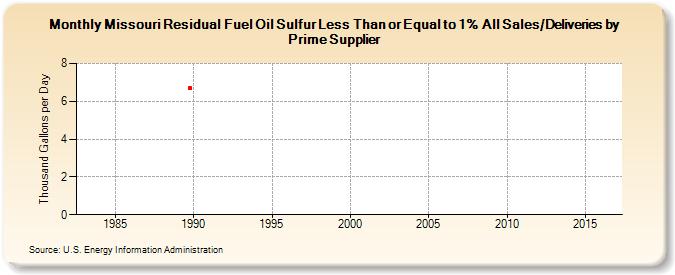 Monthly Missouri Residual Fuel Oil Sulfur Less Than or Equal to 1% All Sales/Deliveries by
Prime Supplier
Thousand Gallons per Day
8
6
4
2
0
1985 1990 1995 2000 2005 2010 2015
Source: U.S. Energy Information Administration